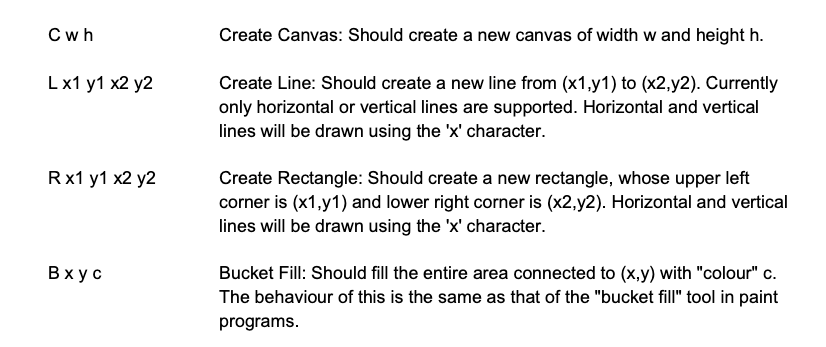 C w h Create Canvas: Should create a new canvas of width w and height h.
L x1 y1 x2 y2 Create Line: Should create a new line from (x1,y1) to (x2,y2). Currently
only horizontal or vertical lines are supported. Horizontal and vertical
lines will be drawn using the 'x' character.
R x1 y1 x2 y2 Create Rectangle: Should create a new rectangle, whose upper left
corner is (x1,y1) and lower right corner is (x2,y2). Horizontal and vertical
lines will be drawn using the 'x' character.
B x y c Bucket Fill: Should fill the entire area connected to (x,y) with "colour" c.
The behaviour of this is the same as that of the "bucket fill" tool in paint
programs.